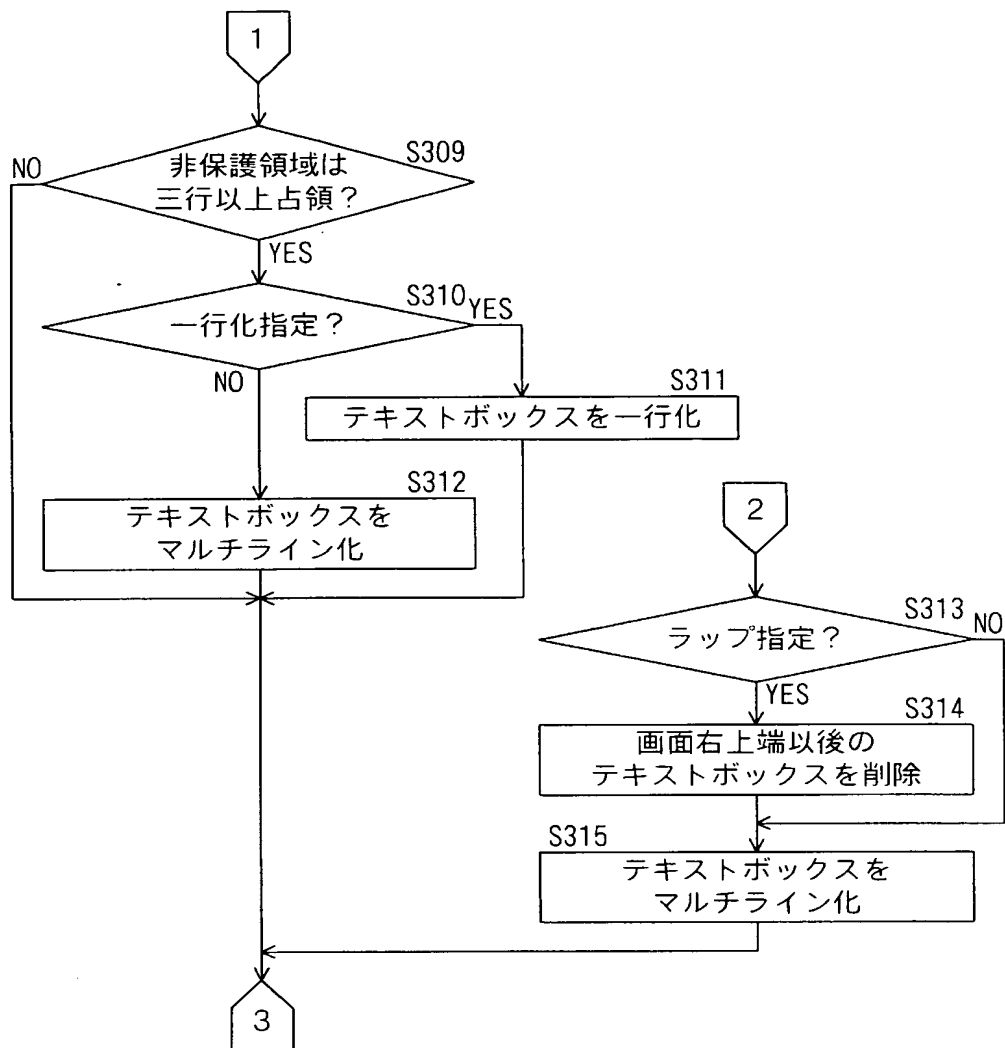 1
S309
NO
非保護領域は
三行以上占領？
YES
S310
YES
一行化指定？
NO
S311
テキストボックスを一行化
S312
テキストボックスを
マルチライン化
2
S313
NO
ラップ指定？
YES
S314
画面右上端以後の
テキストボックスを削除
S315
テキストボックスを
マルチライン化
3